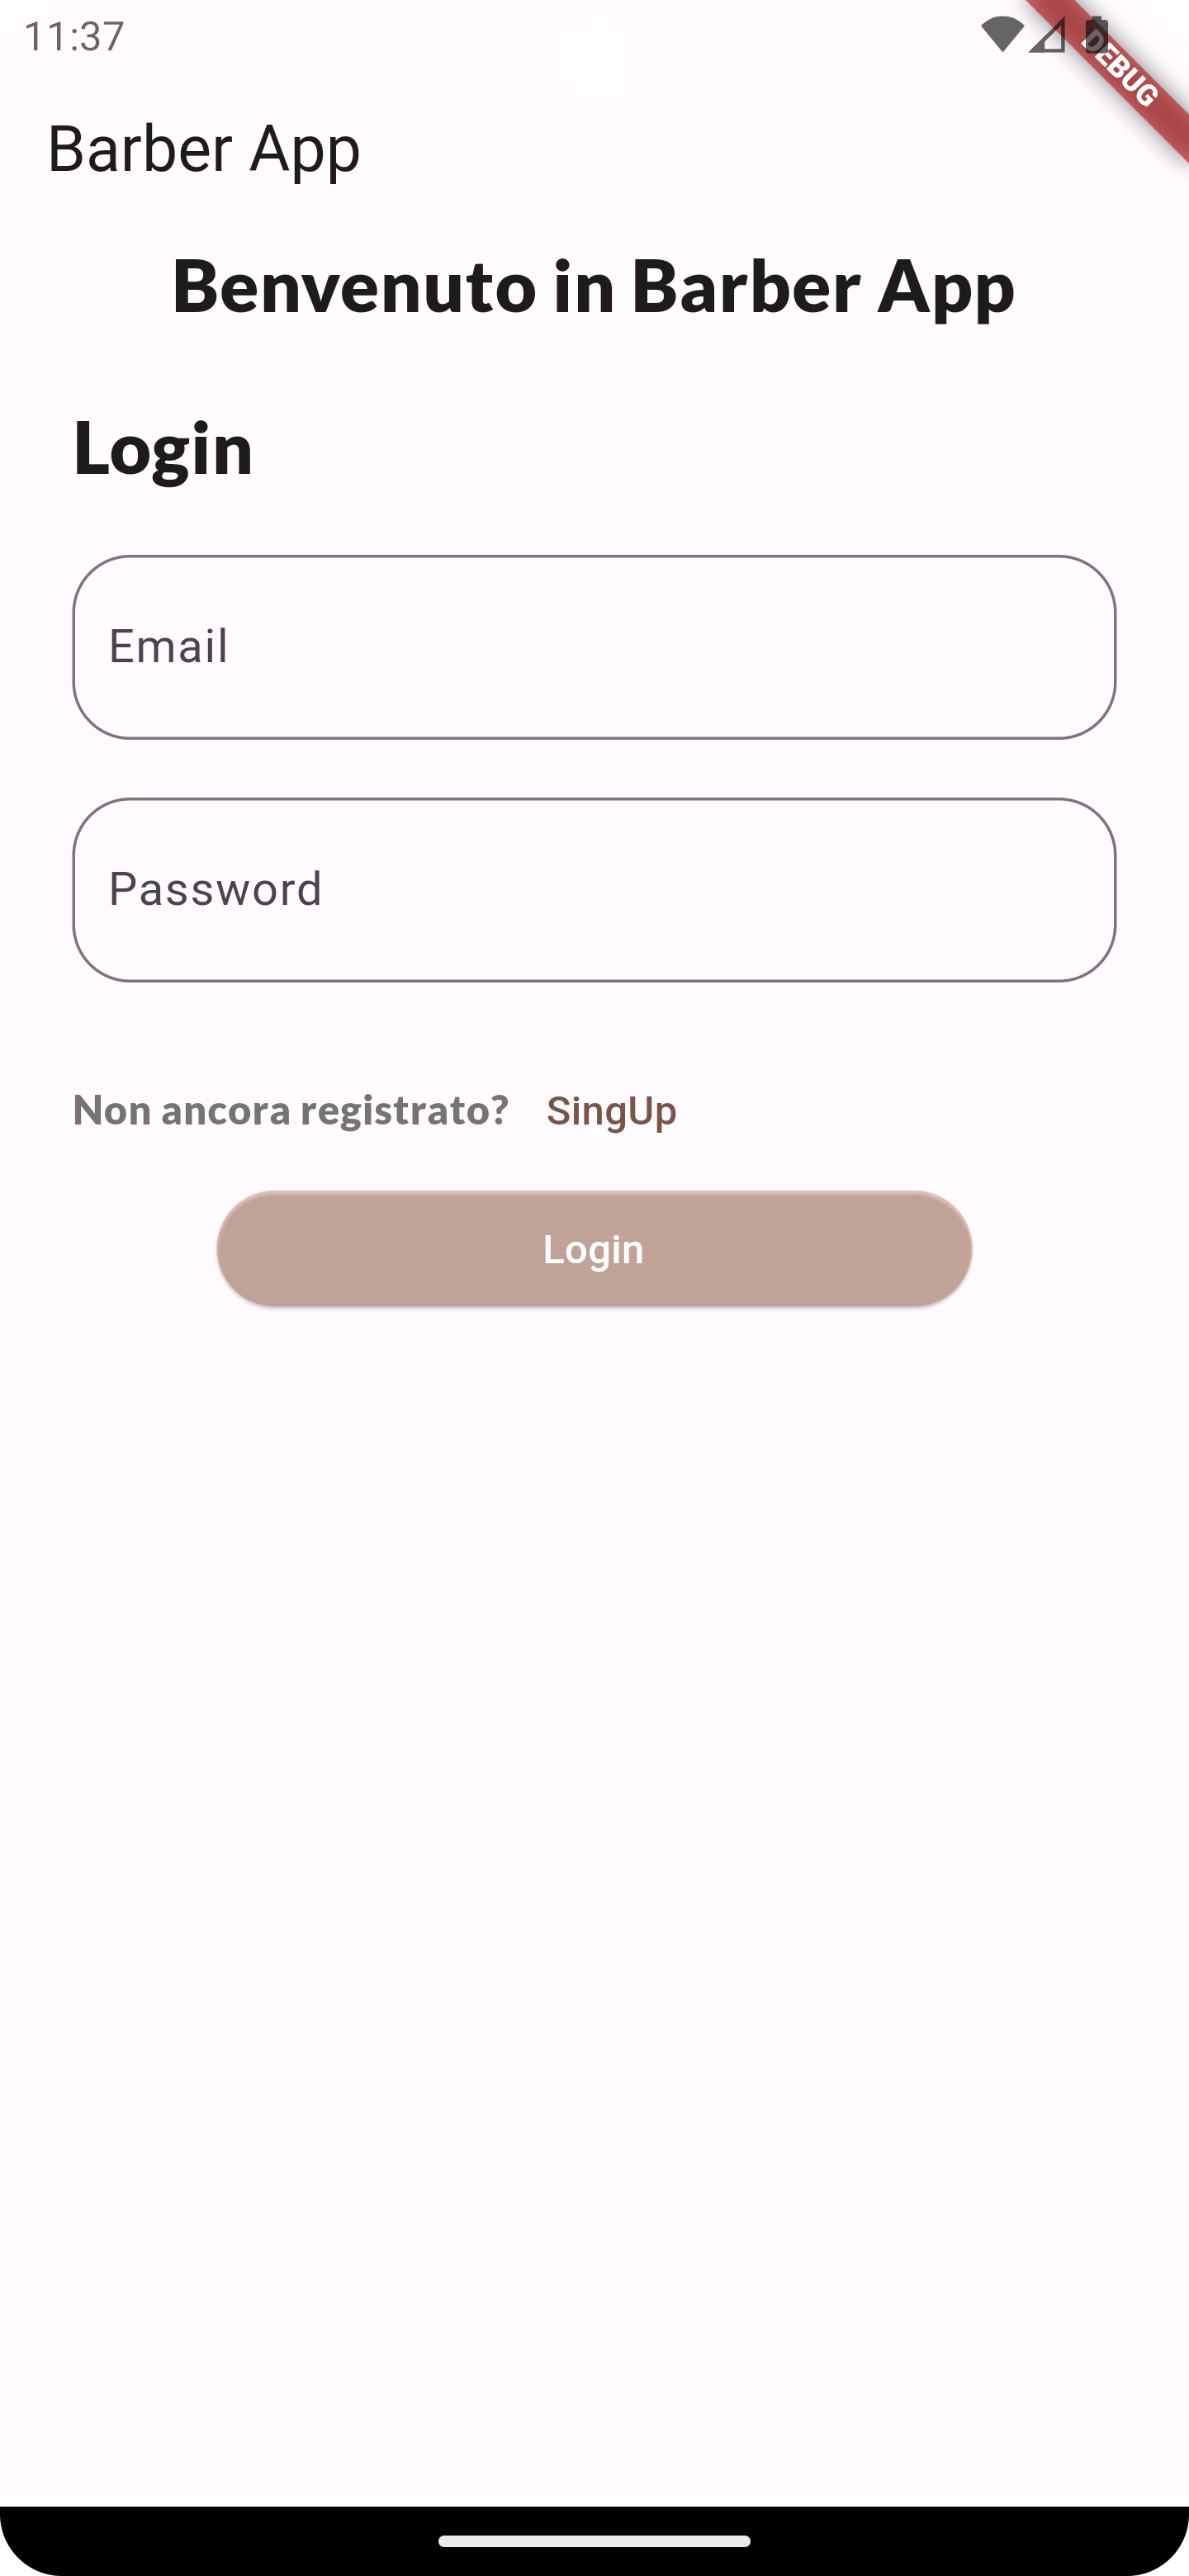 11:37
DEBUG
Barber App
Benvenuto in Barber App
Login
Email
Password
Non ancora registrato? SingUp
Login